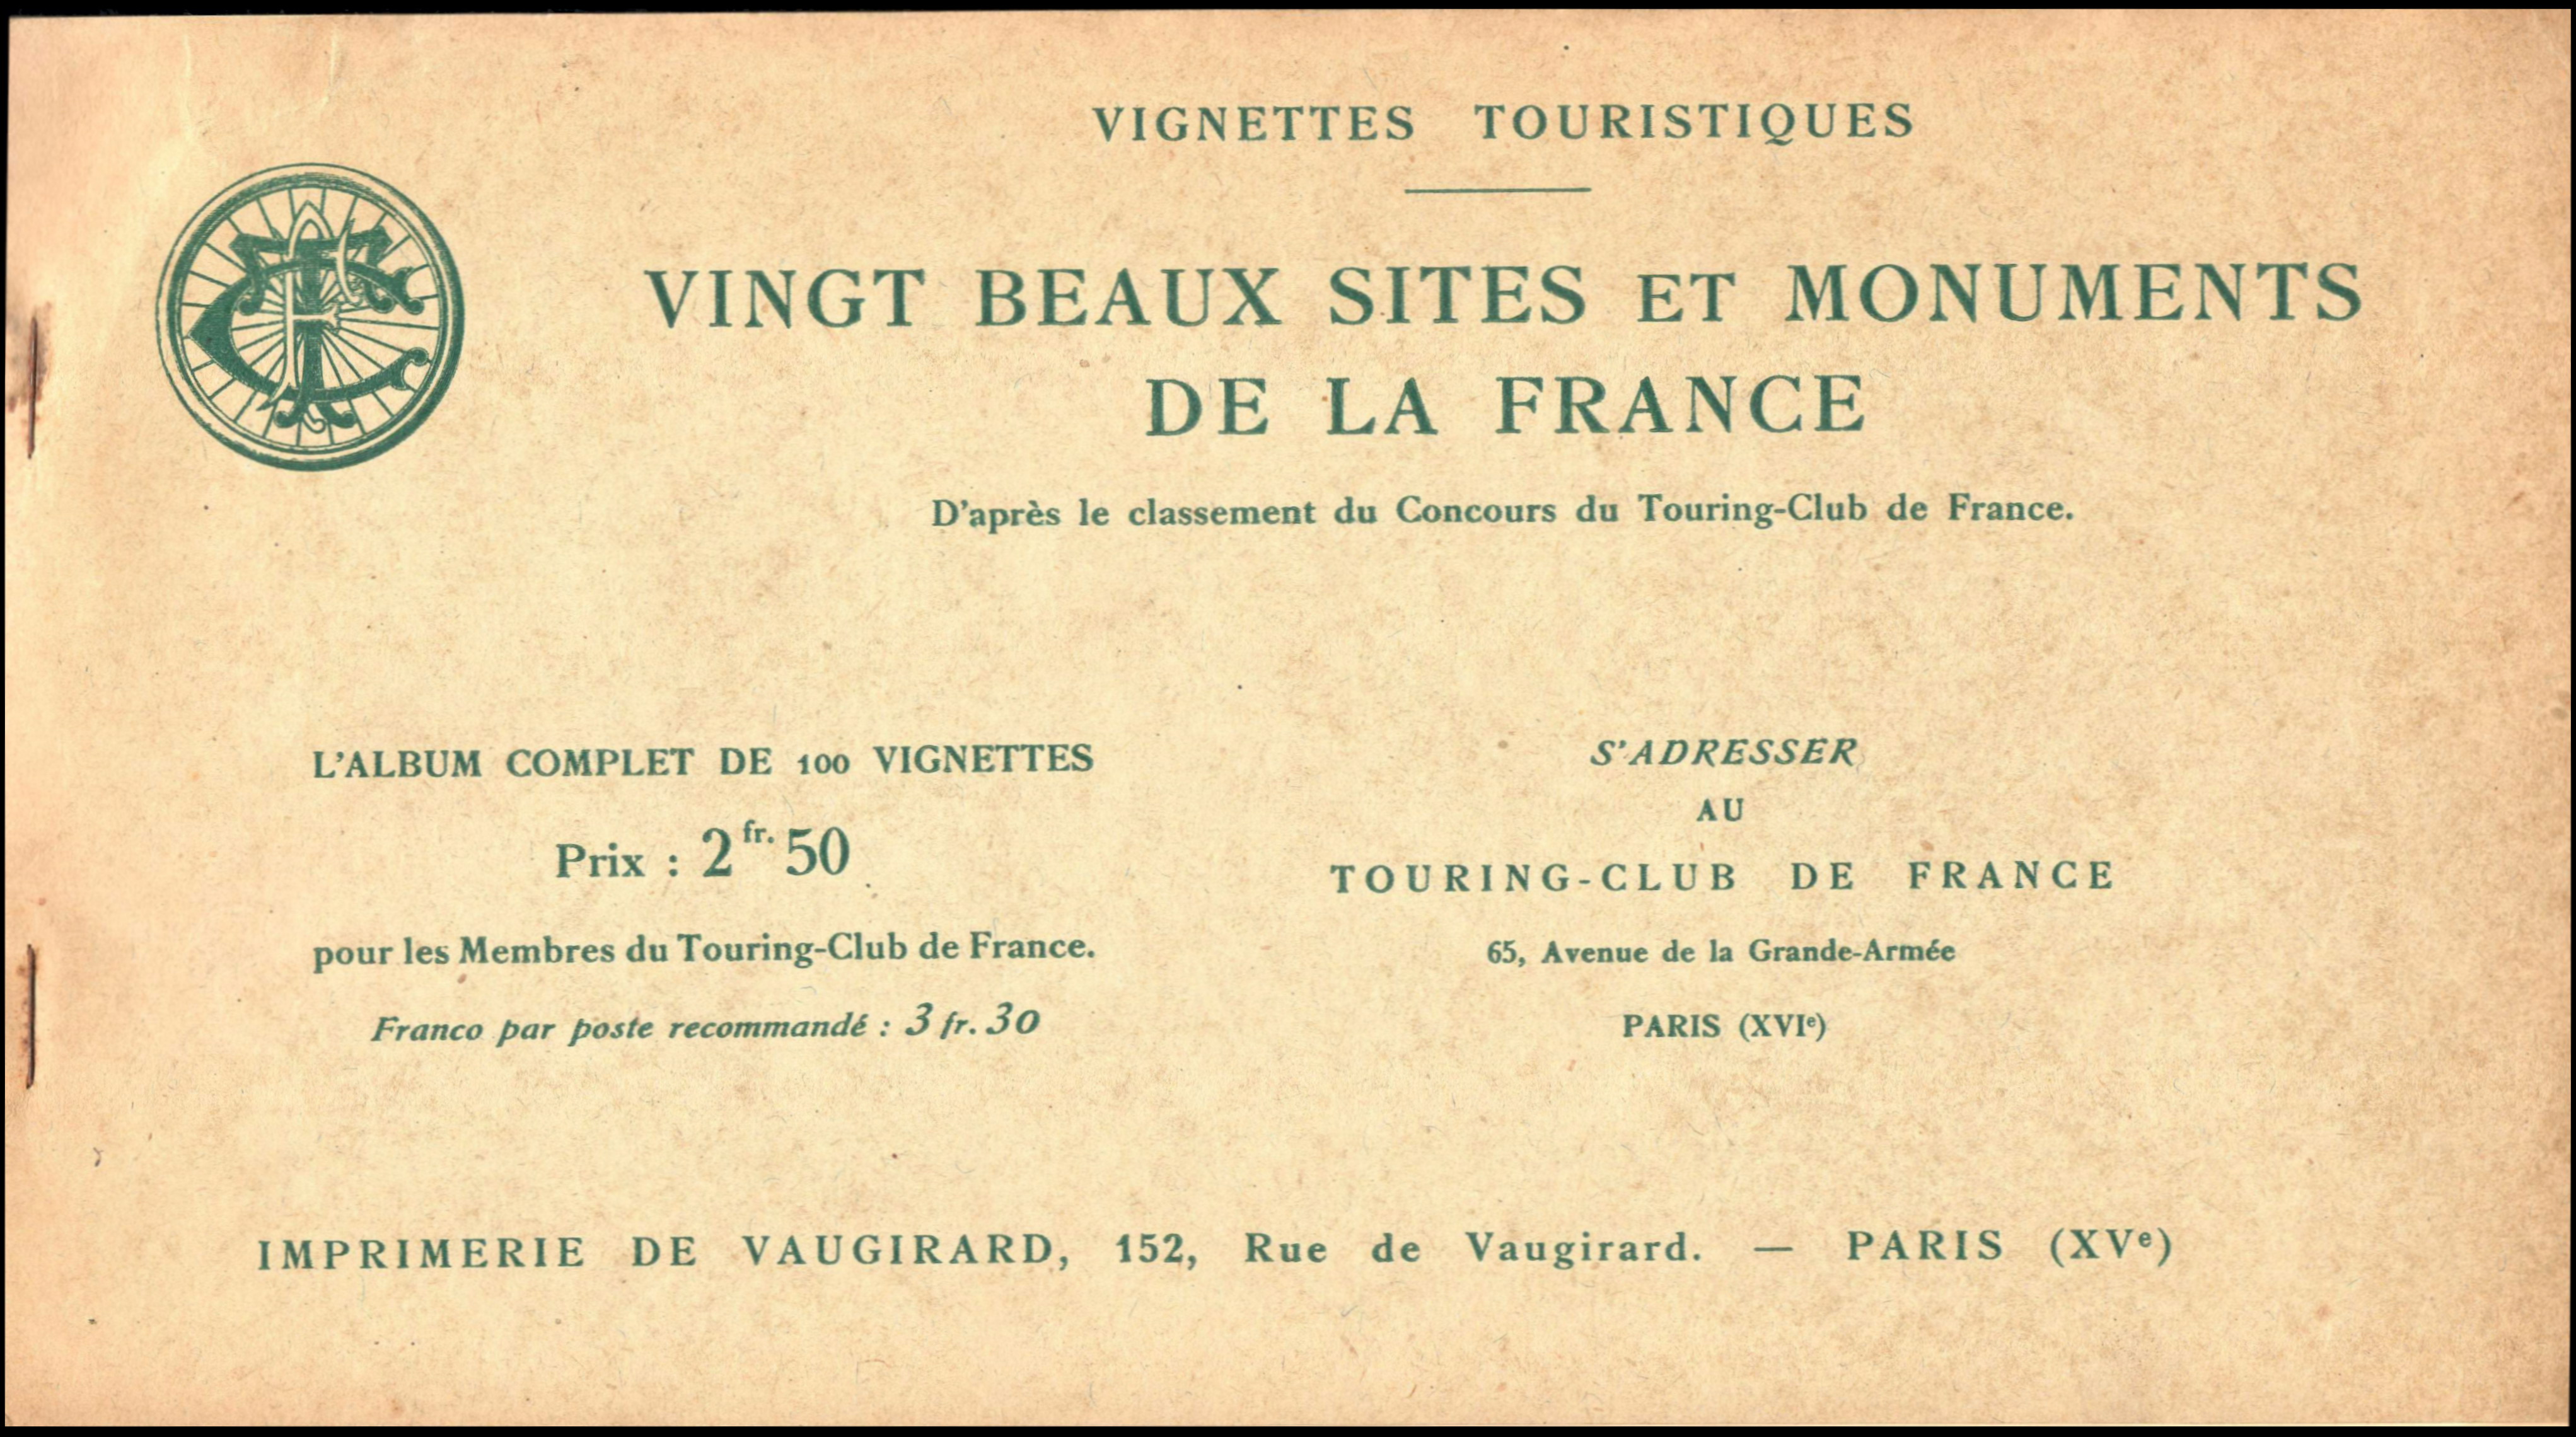 VIGNETTES TOURISTIQUES
VINGT BEAUX SITES ET MONUMENTS
DE LA FRANCE
D'après le classement du Concours du Touring-Club de France.
L'ALBUM COMPLET DE 100 VIGNETTES
Prix : 2 fr. 50
pour les Membres du Touring-Club de France.
Franco par poste recommandé : 3 fr. 30
S'ADRESSER
AU
TOURING-CLUB DE FRANCE
65, Avenue de la Grande-Armée
PARIS (XVIe)
IMPRIMERIE DE VAUGIRARD, 152, Rue de Vaugirard. — PARIS (XVe)